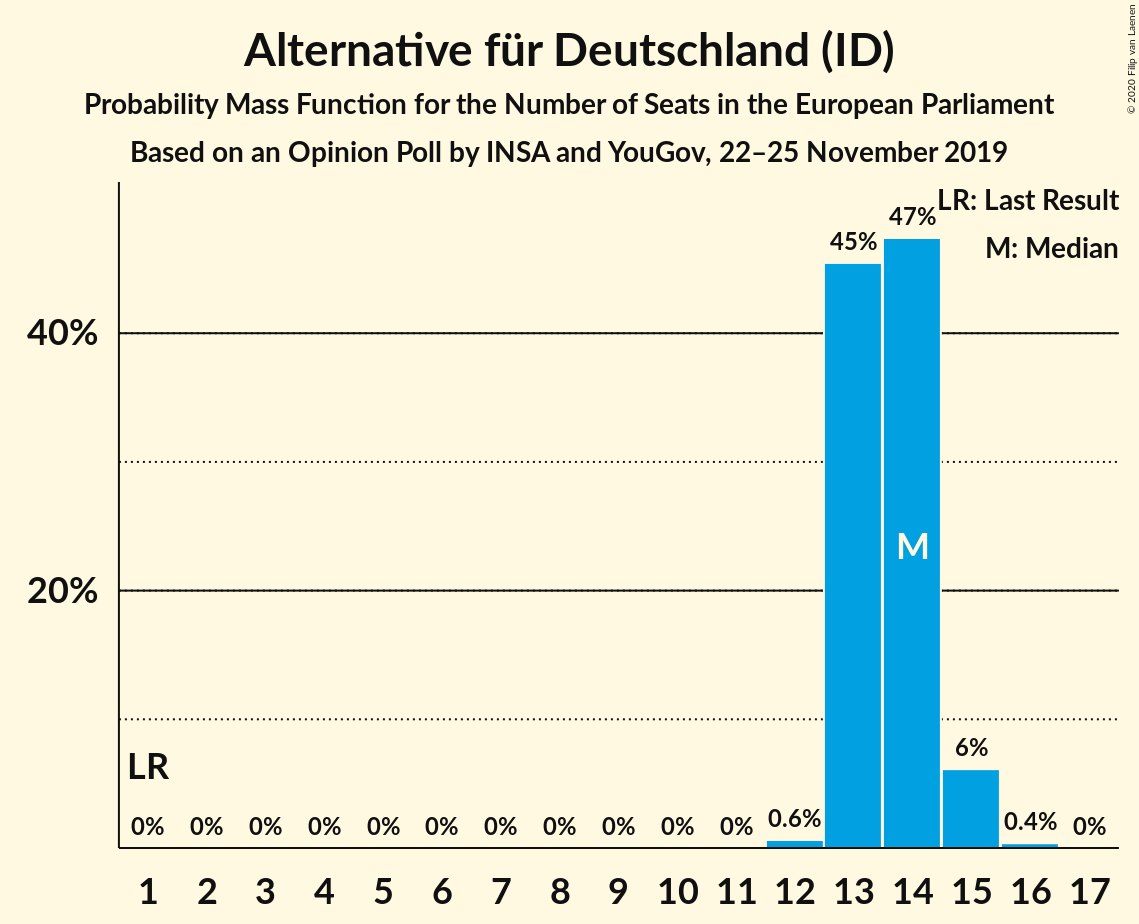 Alternative für Deutschland (ID)
Probability Mass Function for the Number of Seats in the European Parliament
Based on an Opinion Poll by INSA and YouGov, 22–25 November 2019
© 2020 Filip van Laenen
LR: Last Result
M: Median
47%
45%
40%
M
20%
6%
LR
0% 0% 0% 0% 0% 0% 0% 0% 0% 0% 0% 0.6% 0.4% 0%
1 2 3 4 5 6 7 8 9 10 11 12 13 14 15 16 17